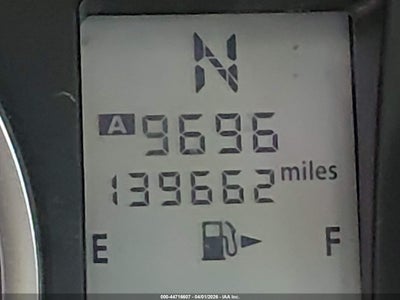 N
A 9696
139662 miles
E F
000-44716607 - 04/01/2026 - IAA Inc.